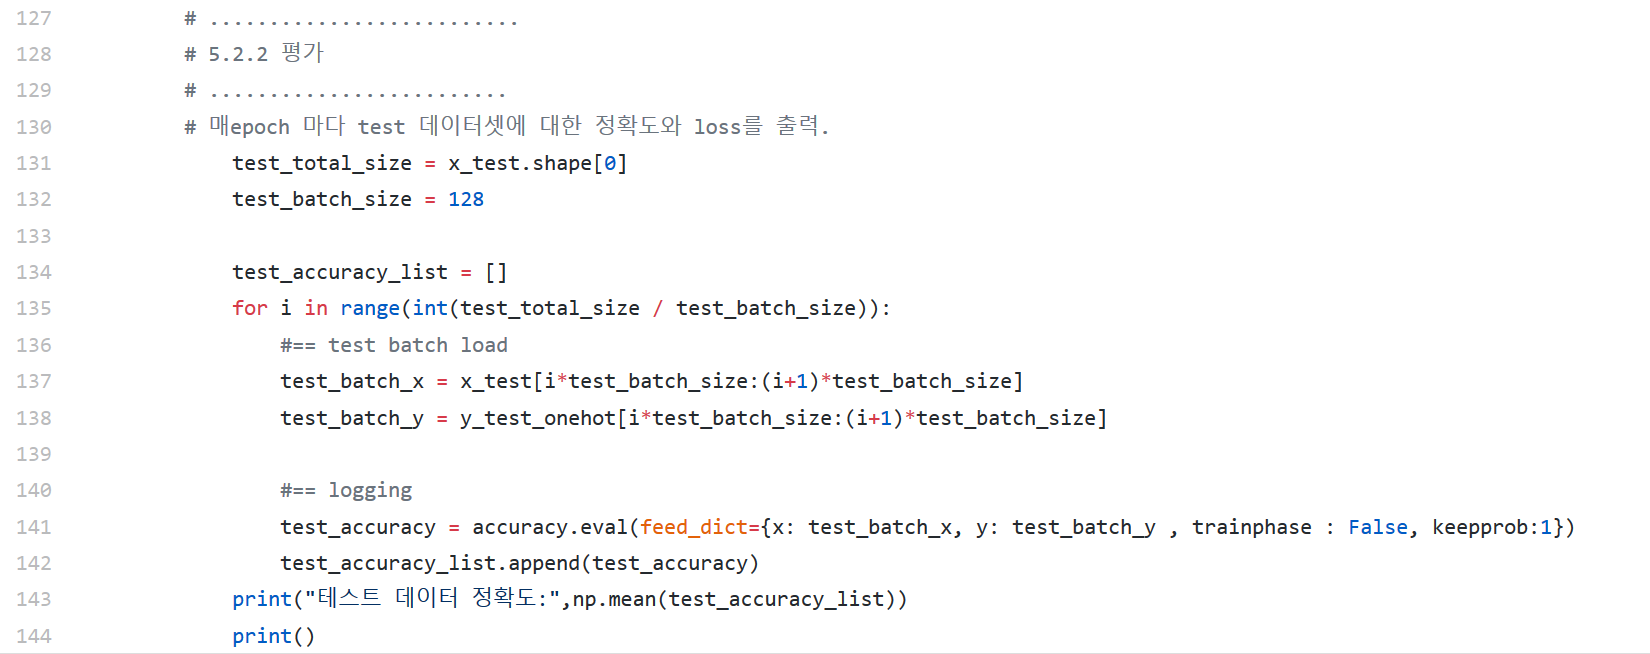 127 # ..........................
128 # 5.2.2 평가
129 # .........................
130 # 매epoch 마다 test 데이터셋에 대한 정확도와 loss를 출력.
131 test_total_size = x_test.shape[0]
132 test_batch_size = 128
133
134 test_accuracy_list = []
135 for i in range(int(test_total_size / test_batch_size)):
136 #== test batch load
137 test_batch_x = x_test[i*test_batch_size:(i+1)*test_batch_size]
138 test_batch_y = y_test_onehot[i*test_batch_size:(i+1)*test_batch_size]
139
140 #== logging
141 test_accuracy = accuracy.eval(feed_dict={x: test_batch_x, y: test_batch_y , trainphase : False, keepprob:1})
142 test_accuracy_list.append(test_accuracy)
143 print("테스트 데이터 정확도:",np.mean(test_accuracy_list))
144 print()